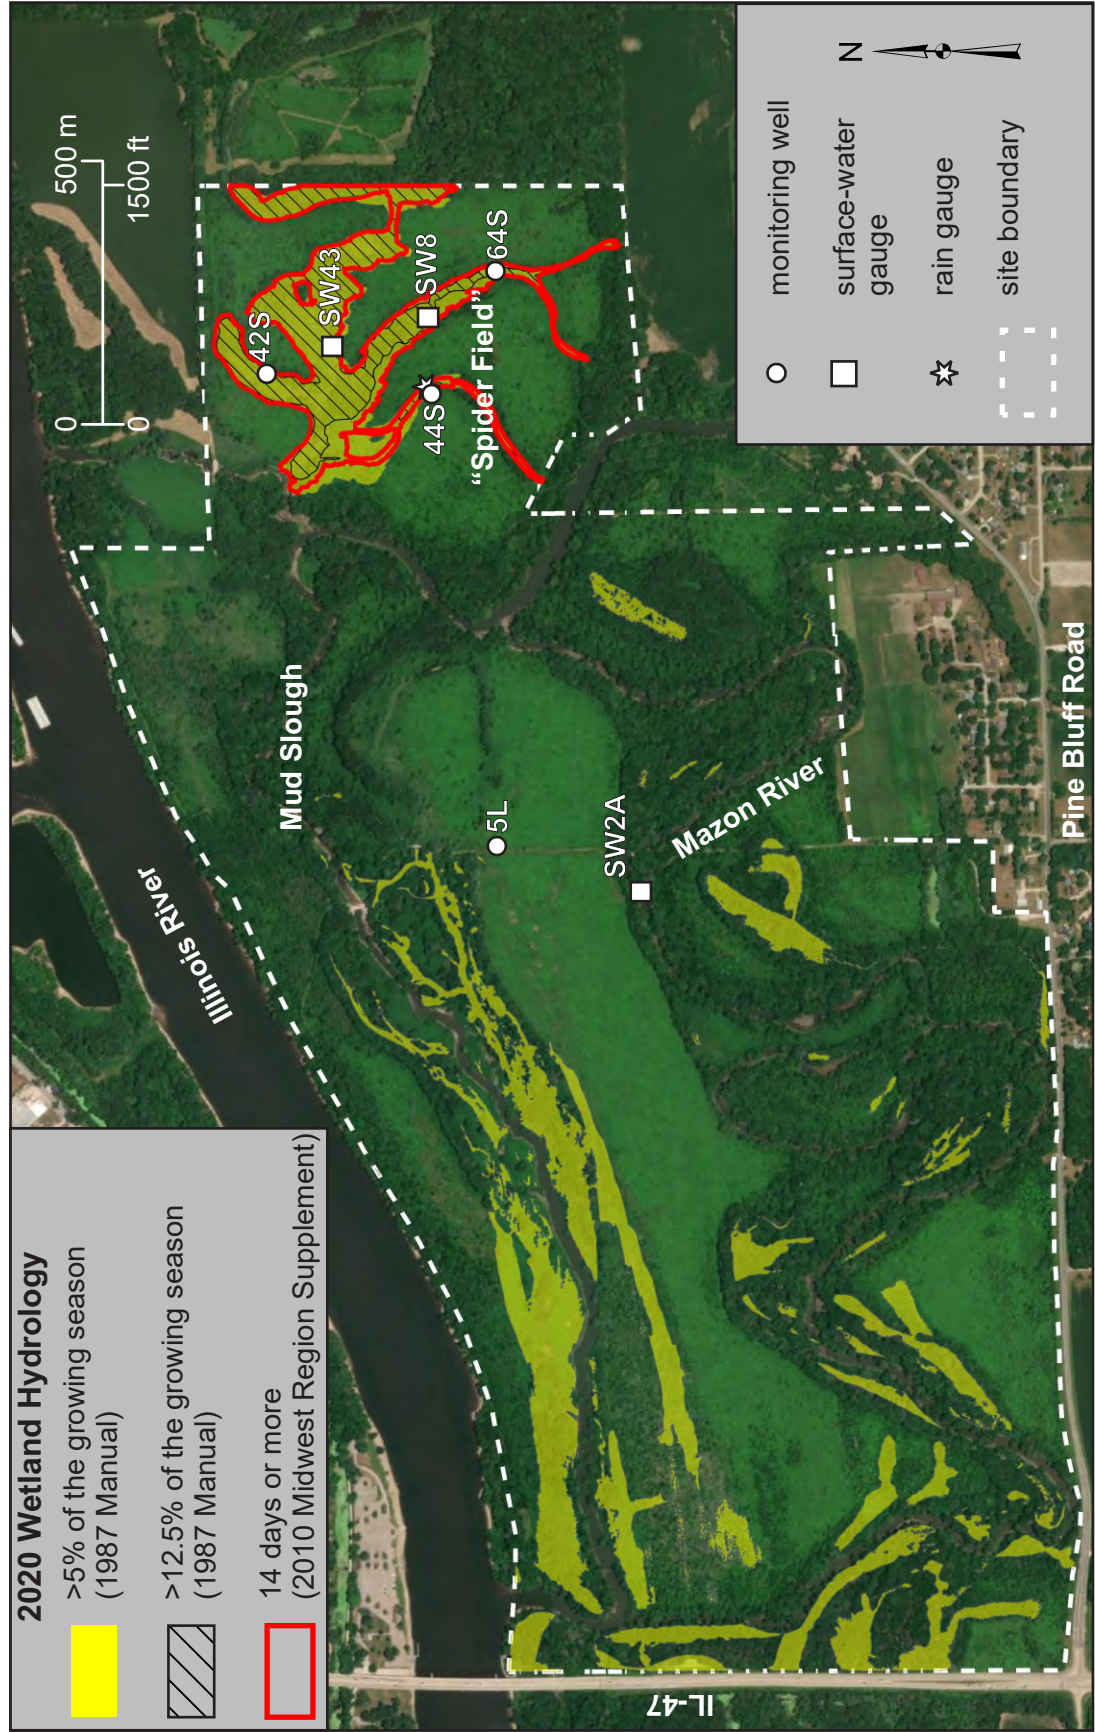 2020 Wetland Hydrology
>5% of the growing season
(1987 Manual)
>12.5% of the growing season
(1987 Manual)
14 days or more
(2010 Midwest Region Supplement)
Illinois River
Mud Slough
0
500 m
0
1500 ft
42S
SW43
SW8
44S
64S
“Spider Field”
5L
SW2A
Mazon River
IL-47
Pine Bluff Road
monitoring well
surface-water
gauge
rain gauge
site boundary
N